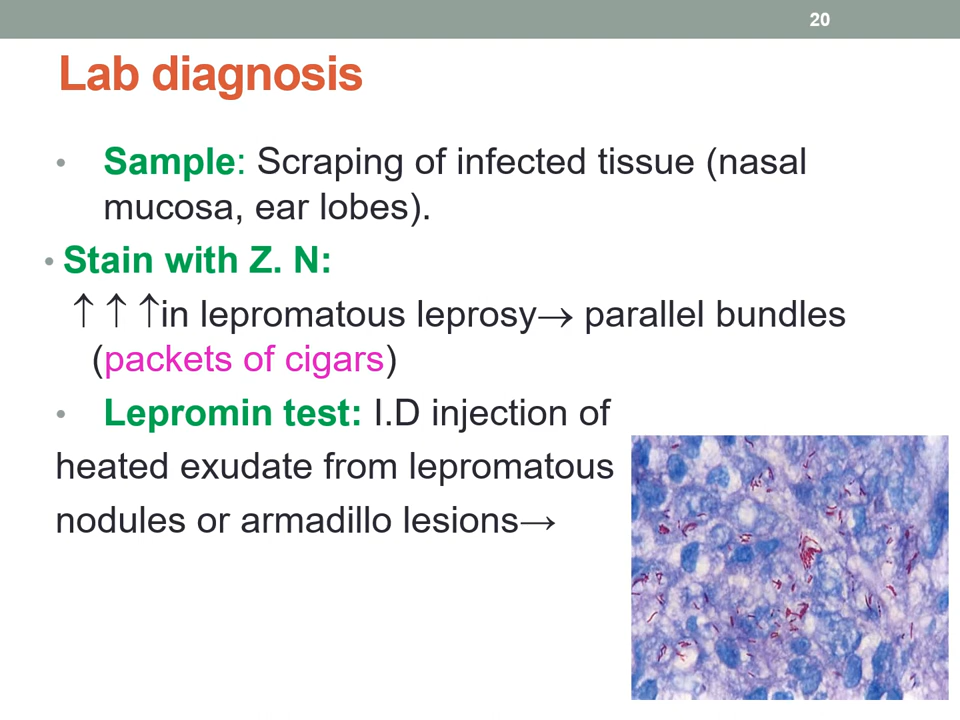 20
Lab diagnosis
• Sample: Scraping of infected tissue (nasal
mucosa, ear lobes).
• Stain with Z. N:
↑ ↑ ↑in lepromatous leprosy→ parallel bundles
(packets of cigars)
• Lepromin test: I.D injection of
heated exudate from lepromatous
nodules or armadillo lesions→